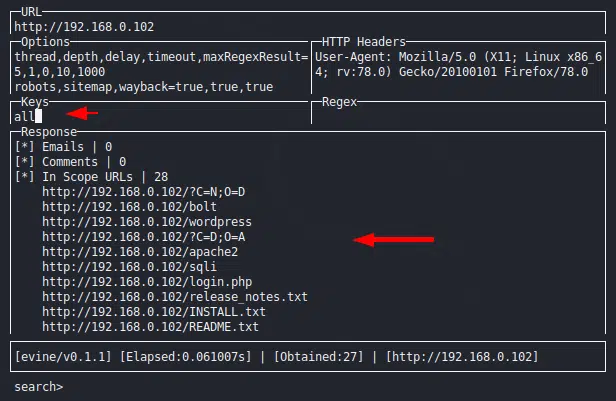 URL
http://192.168.0.102
Options
thread,depth,delay,timeout,maxRegexResult=
5,1,0,10,1000
robots,sitemap,wayback=true,true,true
HTTP Headers
User-Agent: Mozilla/5.0 (X11; Linux x86_6
4; rv:78.0) Gecko/20100101 Firefox/78.0
Keys
all
Regex
Response
[*] Emails | 0
[*] Comments | 0
[*] In Scope URLs | 28
http://192.168.0.102/?C=N;O=D
http://192.168.0.102/bolt
http://192.168.0.102/wordpress
http://192.168.0.102/?C=D;O=A
http://192.168.0.102/apache2
http://192.168.0.102/sqli
http://192.168.0.102/login.php
http://192.168.0.102/release_notes.txt
http://192.168.0.102/INSTALL.txt
http://192.168.0.102/README.txt
[evine/v0.1.1] [Elapsed:0.061007s] | [Obtained:27] | [http://192.168.0.102]
search>